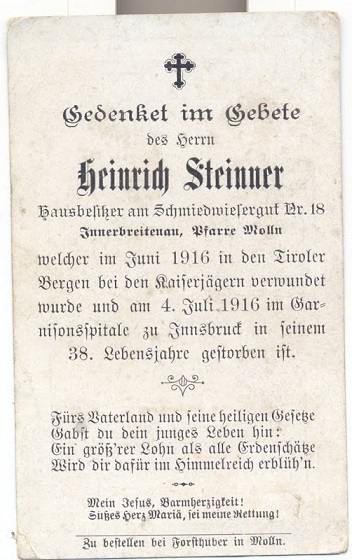 Gedenket im Gebete
des Herrn
Heinrich Steinner
Hausbesitzer am Schmiedwiesergut Nr. 18
Innerbreitenau, Pfarre Molln
welcher im Juni 1916 in den Tiroler
Bergen bei den Kaiserjägern verwundet
wurde und am 4. Juli 1916 im Gar-
nisonsspitale zu Innsbruck in seinem
38. Lebensjahre gestorben ist.
Fürs Vaterland und seine heiligen Gesetze
Gabst du dein junges Leben hin:
Ein größ'rer Lohn als alle Erdenschätze
Wird dir dafür im Himmelreich erblüh'n.
Mein Jesus, Barmherzigkeit!
Süßes Herz Mariä, sei meine Rettung!
Zu bestellen bei Forsthuber in Molln.